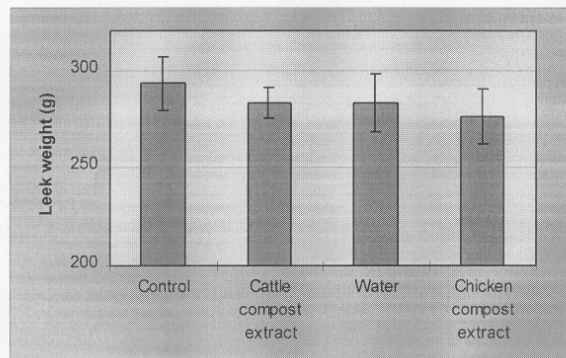 Leek weight (g)
300
250
200
Control
Cattle
compost
extract
Water
Chicken
compost
extract